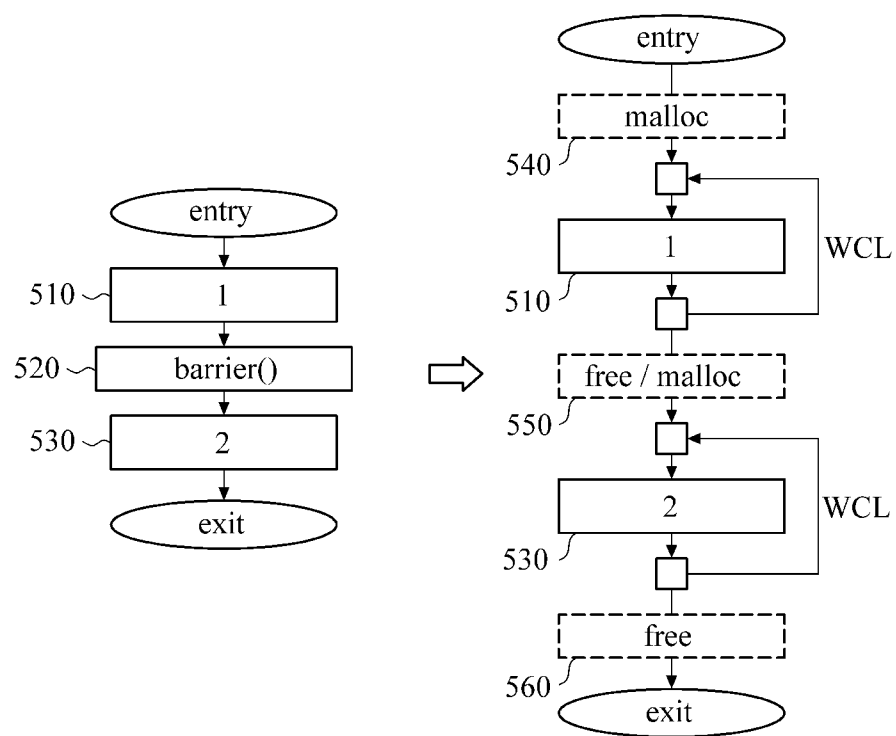 entry
510
1
520
barrier()
530
2
exit
entry
malloc
540
1
510
WCL
free / malloc
550
2
530
WCL
free
560
exit